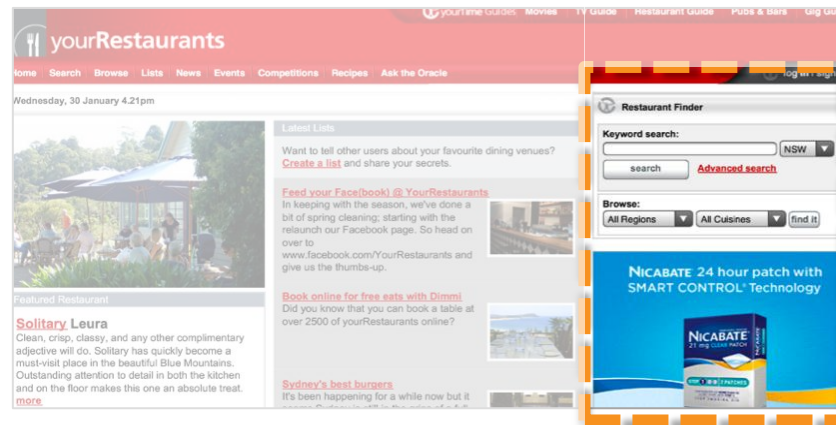 yourTime Guides Movies TV Guide Restaurant Guide Pubs & Bars Gig Gu
yourRestaurants
Home Search Browse Lists News Events Competitions Recipes Ask the Oracle
log in sign
Wednesday, 30 January 4.21pm
Featured Restaurant
Solitary Leura
Clean, crisp, classy, and any other complimentary
adjective will do. Solitary has quickly become a
must-visit place in the beautiful Blue Mountains.
Outstanding attention to detail in both the kitchen
and on the floor makes this one an absolute treat.
more
Latest Lists
Want to tell other users about your favourite dining venues?
Create a list and share your secrets.
Feed your Face(book) @ YourRestaurants
In keeping with the season, we've done a
bit of spring cleaning; starting with the
relaunch our Facebook page. So head on
over to
www.facebook.com/YourRestaurants and
give us the thumbs-up.
Book online for free eats with Dimmi
Did you know that you can book a table at
over 2500 of yourRestaurants online?
Sydney's best burgers
It's been happening for a while now but it
Restaurant Finder
Keyword search:
NSW
search Advanced search
Browse:
All Regions All Cuisines find it
NICABATE 24 hour patch with
SMART CONTROL® Technology
NICABATE
21 mg CLEAR PATCH
STEP 1 2 3 7 PATCHES